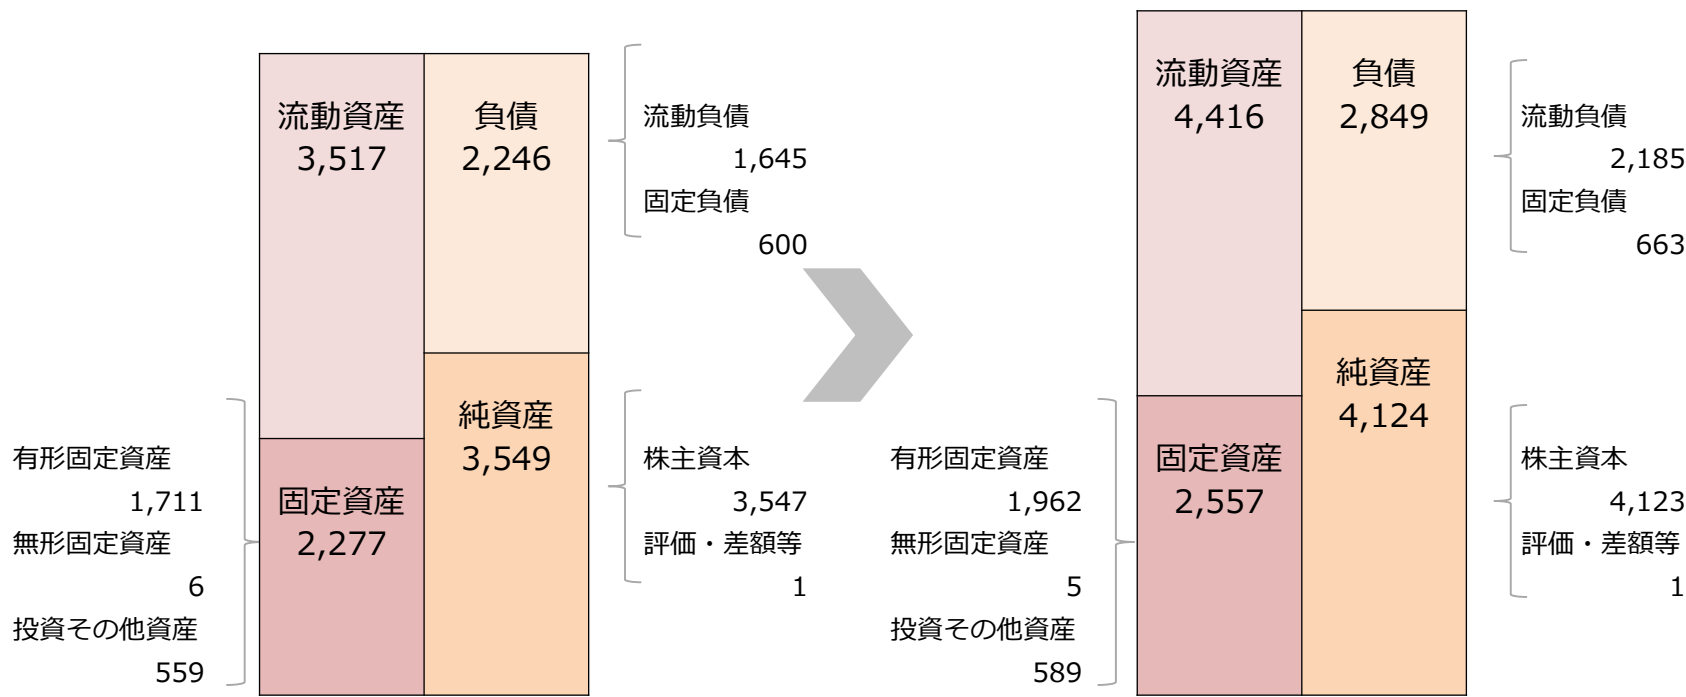 流動資産
3,517
負債
2,246
流動負債
1,645
固定負債
600
有形固定資産
1,711
無形固定資産
6
投資その他資産
559
固定資産
2,277
純資産
3,549
株主資本
3,547
評価・差額等
1
流動資産
4,416
負債
2,849
流動負債
2,185
固定負債
663
有形固定資産
1,962
無形固定資産
5
投資その他資産
589
固定資産
2,557
純資産
4,124
株主資本
4,123
評価・差額等
1